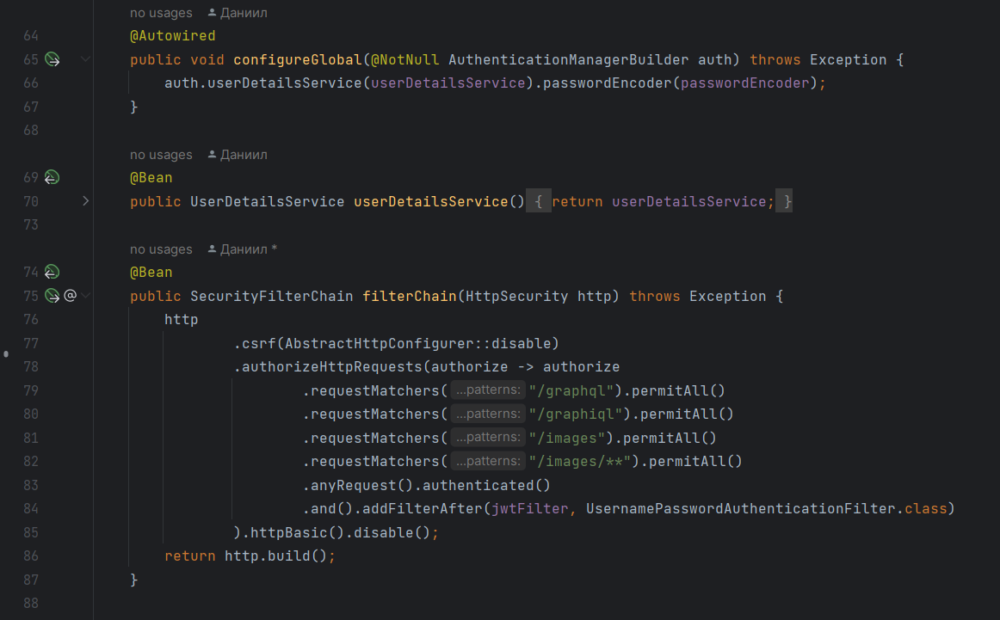 no usages Даниил
64 @Autowired
65 public void configureGlobal(@NotNull AuthenticationManagerBuilder auth) throws Exception {
66 auth.userDetailsService(userDetailsService).passwordEncoder(passwordEncoder);
67 }
68
no usages Даниил
69 @Bean
70 public UserDetailsService userDetailsService() { return userDetailsService; }
73
no usages Даниил *
74 @Bean
75 @ public SecurityFilterChain filterChain(HttpSecurity http) throws Exception {
76 http
77 .csrf(AbstractHttpConfigurer::disable)
78 .authorizeHttpRequests(authorize -> authorize
79 .requestMatchers( ...patterns: "/graphql").permitAll()
80 .requestMatchers( ...patterns: "/graphiql").permitAll()
81 .requestMatchers( ...patterns: "/images").permitAll()
82 .requestMatchers( ...patterns: "/images/**").permitAll()
83 .anyRequest().authenticated()
84 .and().addFilterAfter(jwtFilter, UsernamePasswordAuthenticationFilter.class)
85 ).httpBasic().disable();
86 return http.build();
87 }
88